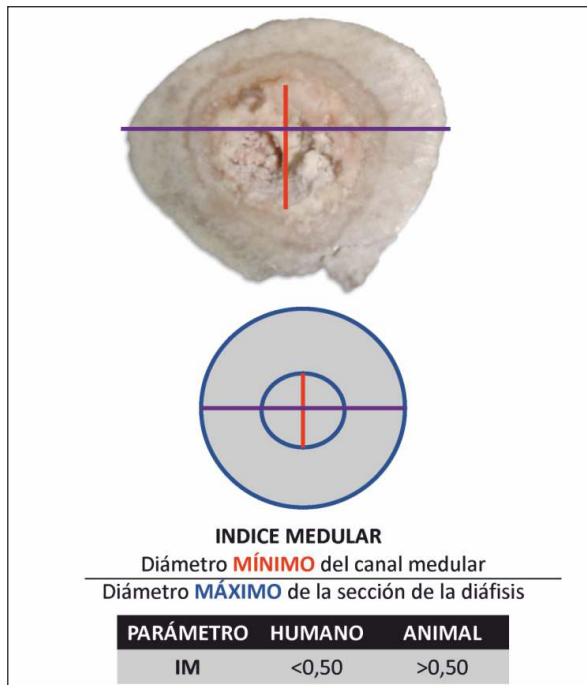 INDICE MEDULAR
Diámetro MÍNIMO del canal medular
Diámetro MÁXIMO de la sección de la diáfisis
PARÁMETRO HUMANO ANIMAL
IM <0,50 >0,50